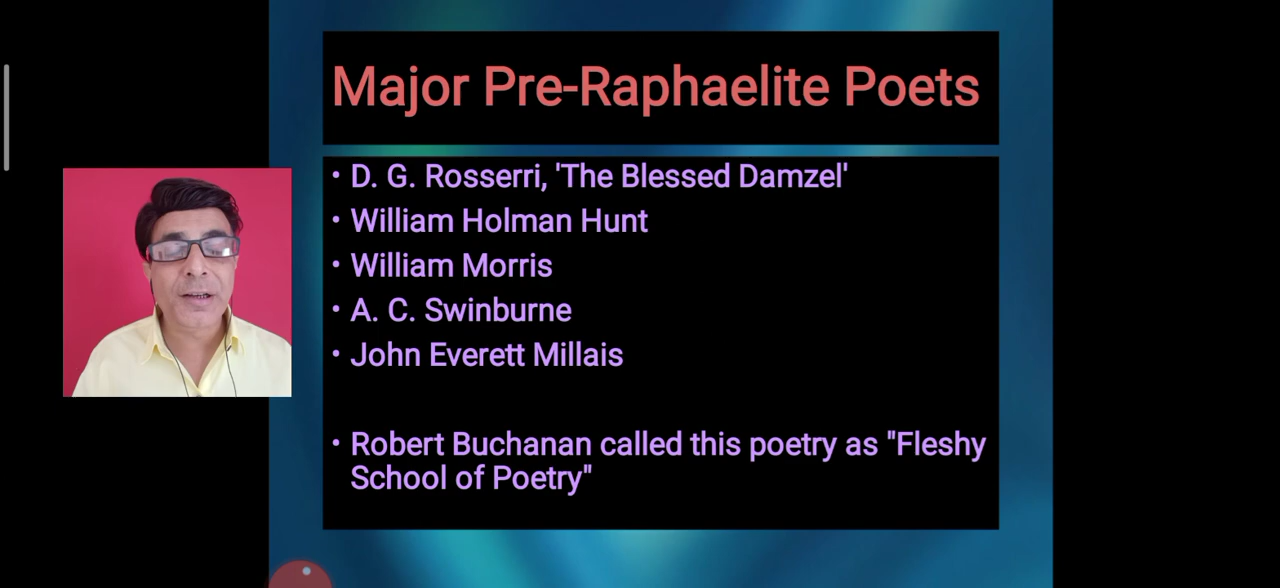 Major Pre-Raphaelite Poets
• D. G. Rosserri, 'The Blessed Damzel'
• William Holman Hunt
• William Morris
• A. C. Swinburne
• John Everett Millais
• Robert Buchanan called this poetry as "Fleshy
School of Poetry"